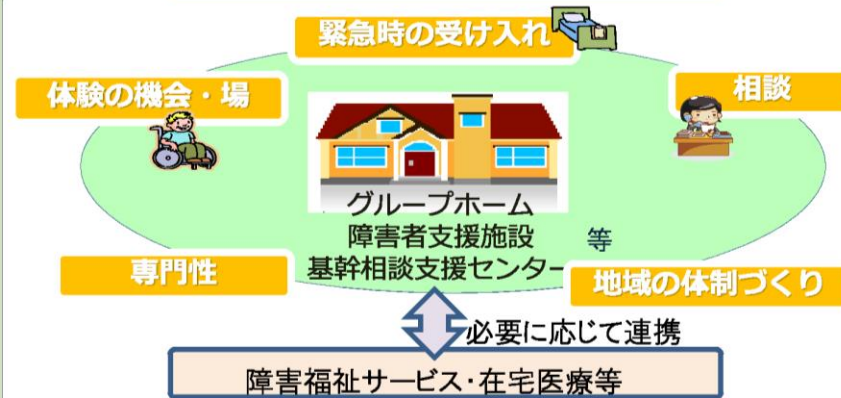 緊急時の受け入れ
体験の機会・場
相談
グループホーム
障害者支援施設 等
基幹相談支援センター
専門性
地域の体制づくり
必要に応じて連携
障害福祉サービス・在宅医療等